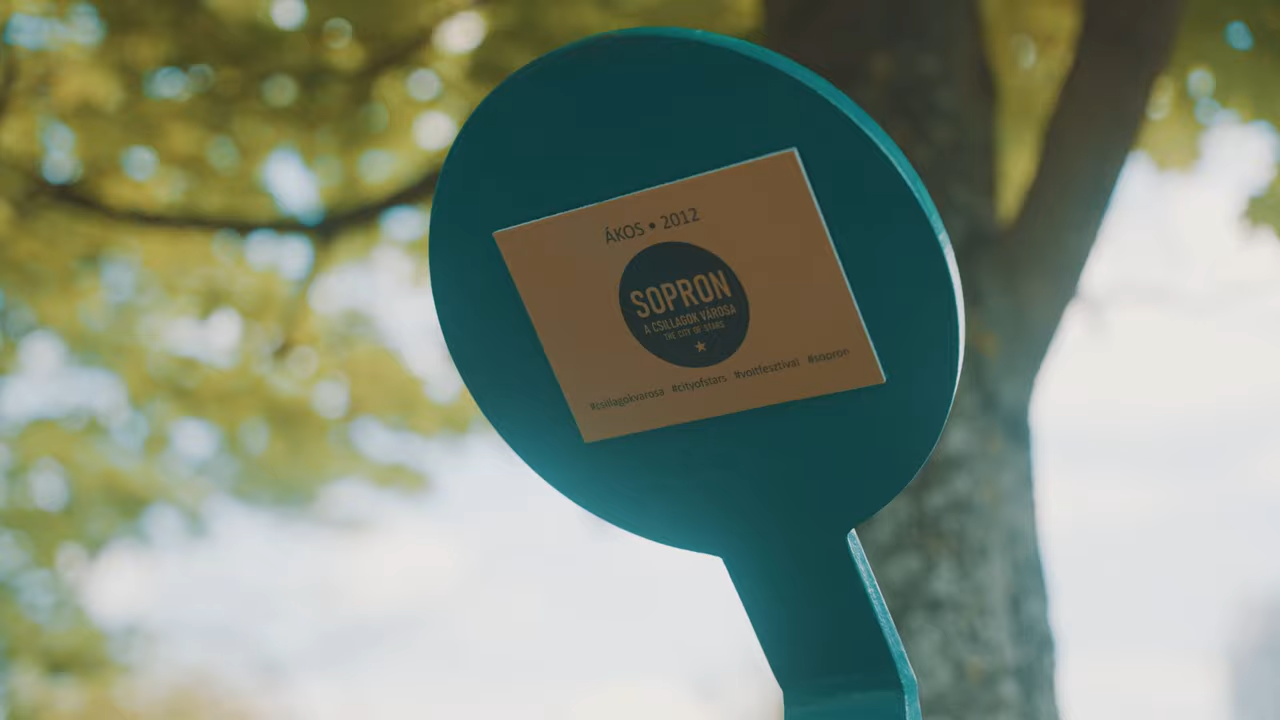 ÁKOS • 2012
SOPRON
A CSILLAGOK VÁROSA
THE CITY OF STARS
#csillagokvarosa #cityofstars #voltfesztival #sopron